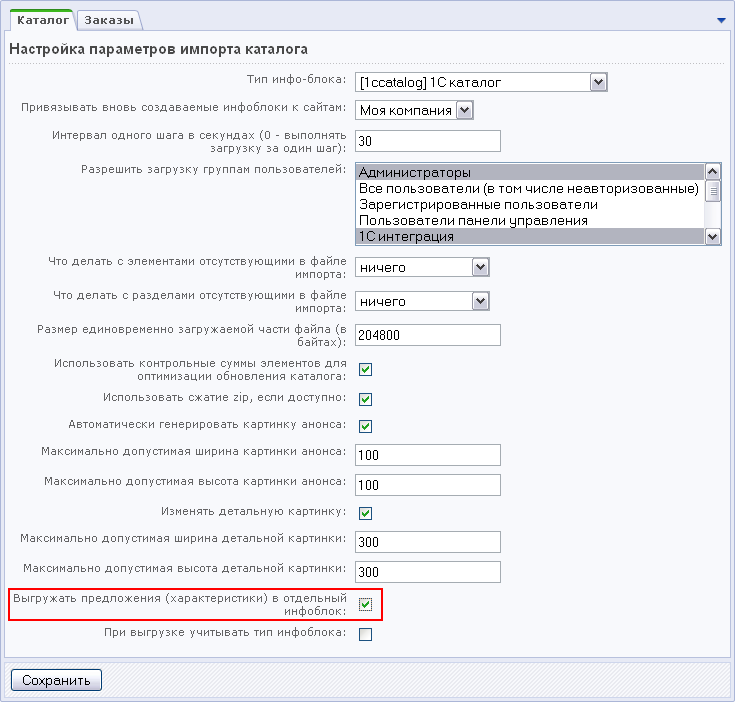 Каталог Заказы
Настройка параметров импорта каталога
Тип инфо-блока: [1ccatalog] 1С каталог
Привязывать вновь создаваемые инфоблоки к сайтам: Моя компания
Интервал одного шага в секундах (0 - выполнять
загрузку за один шаг): 30
Разрешить загрузку группам пользователей: Администраторы
Все пользователи (в том числе неавторизованные)
Зарегистрированные пользователи
Пользователи панели управления
1С интеграция
Что делать с элементами отсутствующими в файле
импорта: ничего
Что делать с разделами отсутствующими в файле
импорта: ничего
Размер единовременно загружаемой части файла (в
байтах): 204800
Использовать контрольные суммы элементов для
оптимизации обновления каталога:
Использовать сжатие zip, если доступно:
Автоматически генерировать картинку анонса:
Максимально допустимая ширина картинки анонса: 100
Максимально допустимая высота картинки анонса: 100
Изменять детальную картинку:
Максимально допустимая ширина детальной картинки: 300
Максимально допустимая высота детальной картинки: 300
Выгружать предложения (характеристики) в отдельный
инфоблок:
При выгрузке учитывать тип инфоблока:
Сохранить